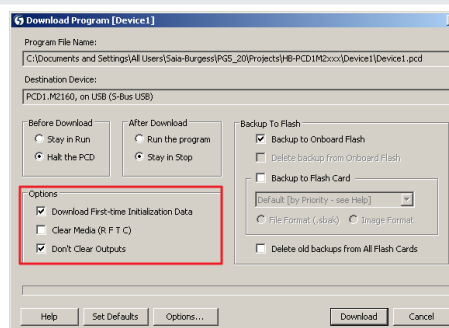 Download Program [Device1]
Program File Name:
C:\Documents and Settings\All Users\Saia-Burgess\PG5_20\Projects\HB-PCD1M2xxx\Device1\Device1.pcd
Destination Device:
PCD1.M2160, on USB (S-Bus USB)
Before Download
Stay in Run
Halt the PCD
After Download
Run the program
Stay in Stop
Options
Download First-time Initialization Data
Clear Media (R F T C)
Don't Clear Outputs
Backup To Flash
Backup to Onboard Flash
Delete backup from Onboard Flash
Backup to Flash Card
Default [by Priority - see Help]
File Format (.sbak)
Image Format
Delete old backups from All Flash Cards
Help
Set Defaults
Options...
Download
Cancel